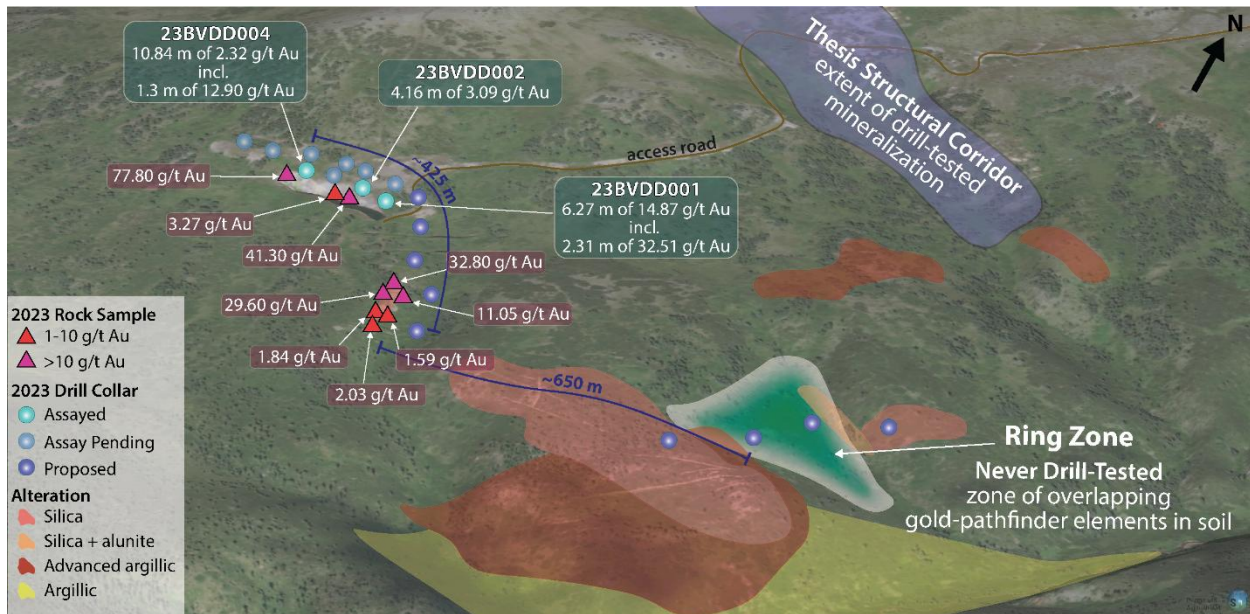 23BVDD004
10.84 m of 2.32 g/t Au
incl.
1.3 m of 12.90 g/t Au
23BVDD002
4.16 m of 3.09 g/t Au
Thesis Structural Corridor
extent of drill-tested
mineralization
N
access road
~425 m
77.80 g/t Au
3.27 g/t Au
41.30 g/t Au
23BVDD001
6.27 m of 14.87 g/t Au
incl.
2.31 m of 32.51 g/t Au
32.80 g/t Au
29.60 g/t Au
11.05 g/t Au
1.84 g/t Au
1.59 g/t Au
2.03 g/t Au
~650 m
Ring Zone
Never Drill-Tested
zone of overlapping
gold-pathfinder elements in soil
2023 Rock Sample
1-10 g/t Au
>10 g/t Au
2023 Drill Collar
Assayed
Assay Pending
Proposed
Alteration
Silica
Silica + alunite
Advanced argillic
Argillic